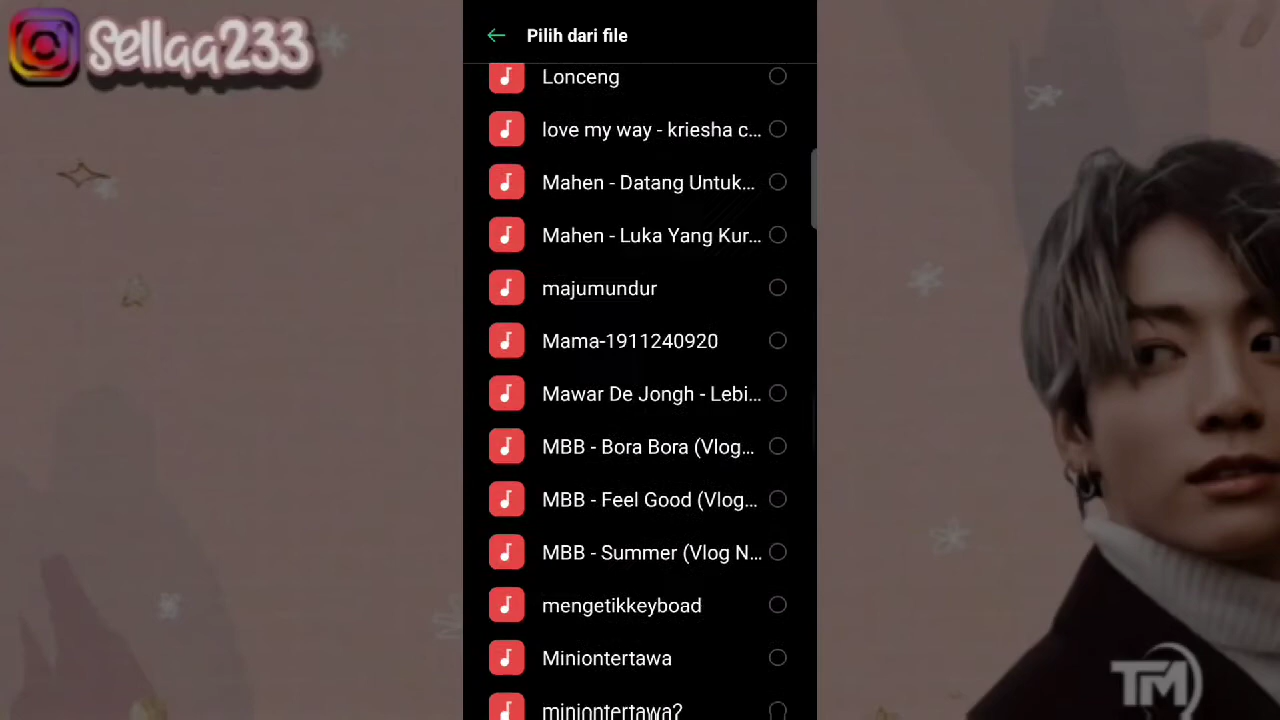 Sellaa233
Pilih dari file
Lonceng
love my way - kriesha c...
Mahen - Datang Untuk...
Mahen - Luka Yang Kur...
majumundur
Mama-1911240920
Mawar De Jongh - Lebi...
MBB - Bora Bora (Vlog...
MBB - Feel Good (Vlog...
MBB - Summer (Vlog N...
mengetikkeyboad
Miniontertawa
miniontertawa?
TM